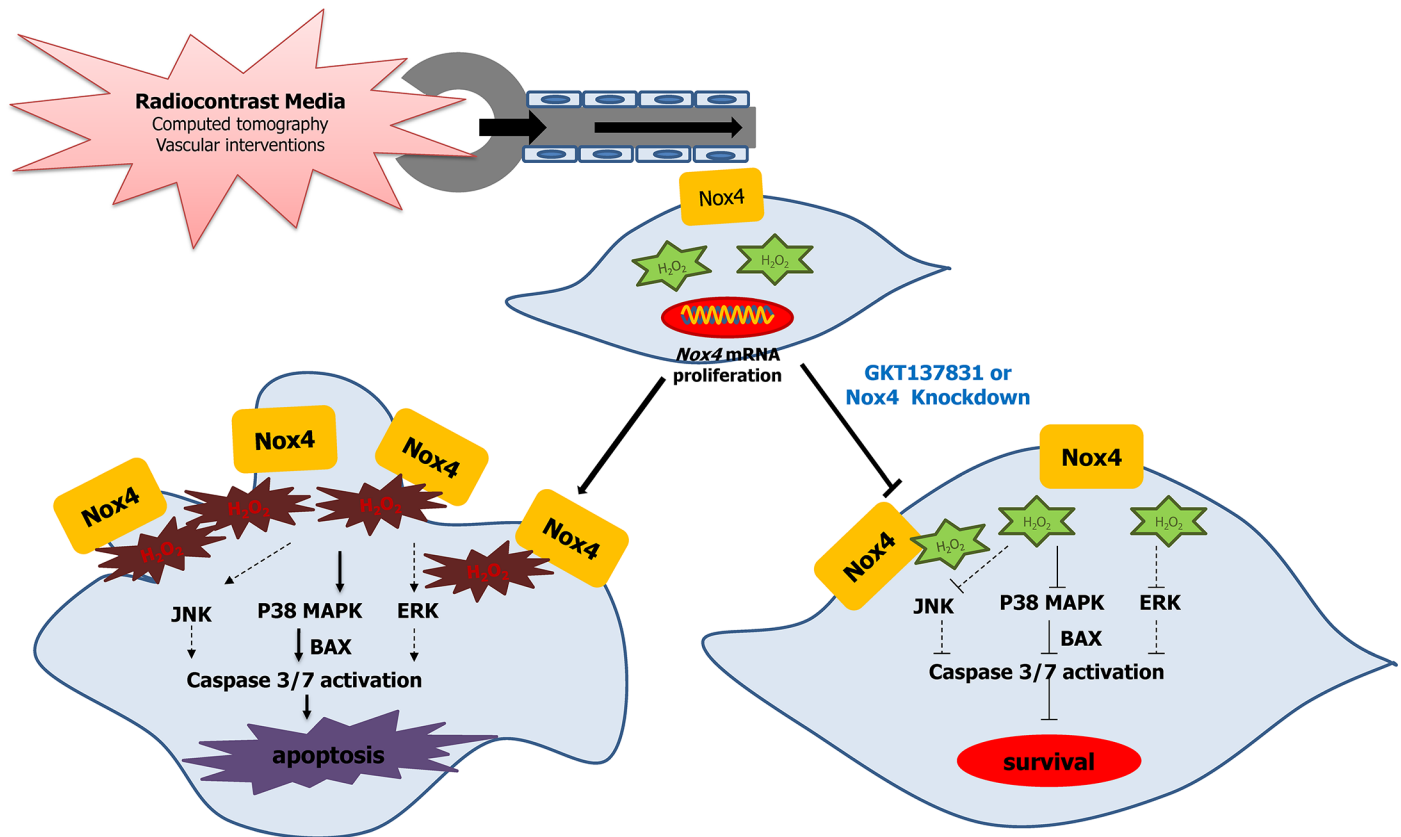 Radiocontrast Media
Computed tomography
Vascular interventions
Nox4
H₂O₂
H₂O₂
Nox4 mRNA
proliferation
GKT137831 or
Nox4 Knockdown
Nox4
Nox4
Nox4
Nox4
H₂O₂
H₂O₂
H₂O₂
H₂O₂
JNK
P38 MAPK
ERK
BAX
Caspase 3/7 activation
apoptosis
Nox4
Nox4
H₂O₂
H₂O₂
H₂O₂
JNK
P38 MAPK
ERK
BAX
Caspase 3/7 activation
survival